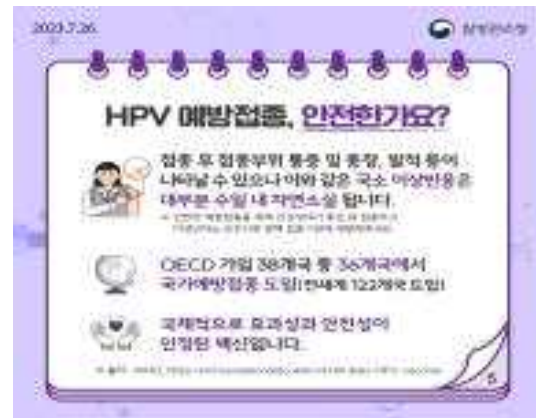 2023.7.26.
질병관리청
HPV 예방접종, 안전한가요?
접종 후 접종부위 통증 및 종창, 발적 등이
나타날 수 있으나 이와 같은 국소 이상반응은
대부분 수일 내 자연소실 됩니다.
OECD 가입 38개국 중 36개국에서
국가예방접종 도입(전세계 122개국 도입)
국제적으로 효과성과 안전성이
인정된 백신입니다.
5